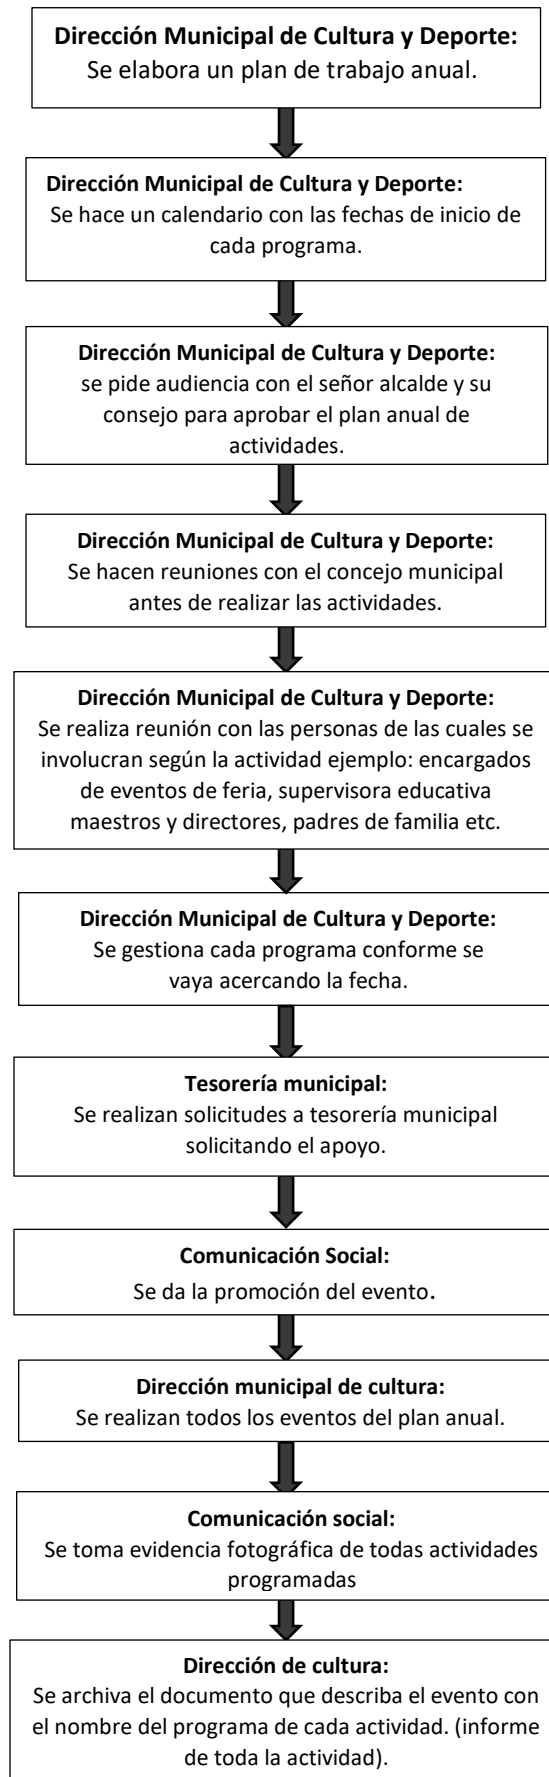 Dirección Municipal de Cultura y Deporte:
Se elabora un plan de trabajo anual.
Dirección Municipal de Cultura y Deporte:
Se hace un calendario con las fechas de inicio de
cada programa.
Dirección Municipal de Cultura y Deporte:
se pide audiencia con el señor alcalde y su
consejo para aprobar el plan anual de
actividades.
Dirección Municipal de Cultura y Deporte:
Se hacen reuniones con el concejo municipal
antes de realizar las actividades.
Dirección Municipal de Cultura y Deporte:
Se realiza reunión con las personas de las cuales se
involucran según la actividad ejemplo: encargados
de eventos de feria, supervisora educativa
maestros y directores, padres de familia etc.
Dirección Municipal de Cultura y Deporte:
Se gestiona cada programa conforme se
vaya acercando la fecha.
Tesorería municipal:
Se realizan solicitudes a tesorería municipal
solicitando el apoyo.
Comunicación Social:
Se da la promoción del evento.
Dirección municipal de cultura:
Se realizan todos los eventos del plan anual.
Comunicación social:
Se toma evidencia fotográfica de todas actividades
programadas
Dirección de cultura:
Se archiva el documento que describa el evento con
el nombre del programa de cada actividad. (informe
de toda la actividad).